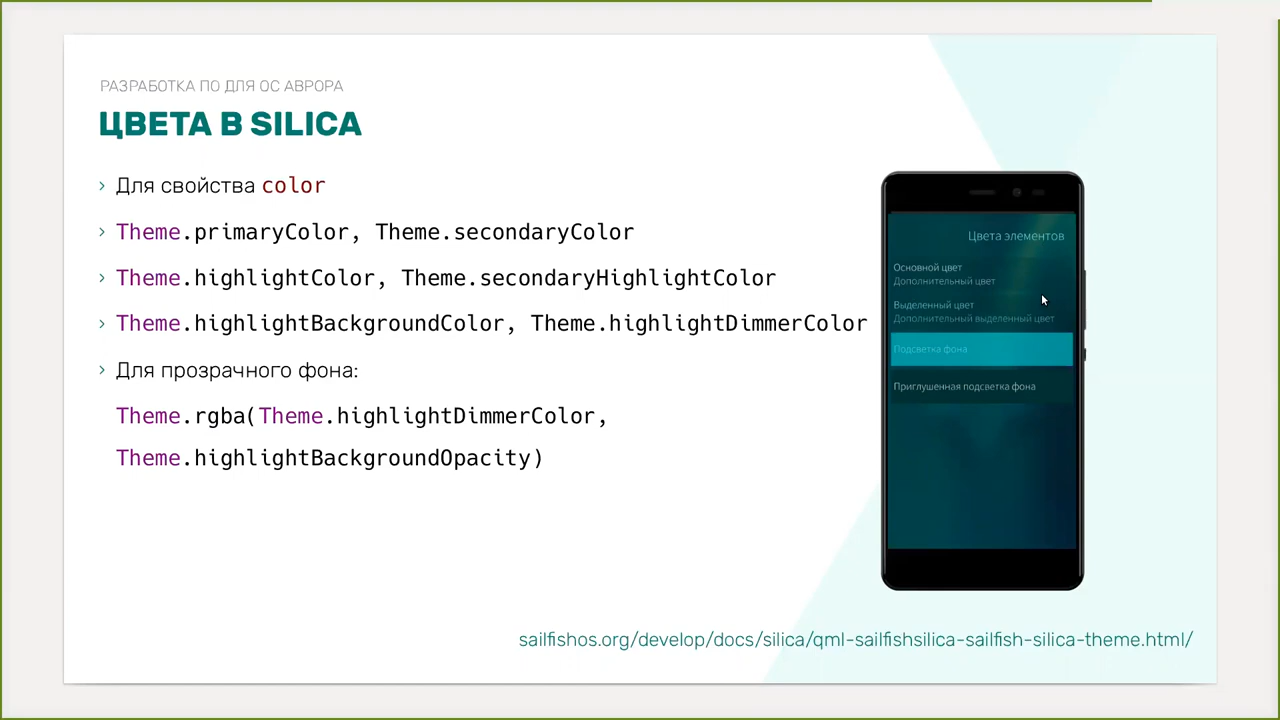 РАЗРАБОТКА ПО ДЛЯ ОС АВРОРА
ЦВЕТА В SILICA
› Для свойства color
› Theme.primaryColor, Theme.secondaryColor
› Theme.highlightColor, Theme.secondaryHighlightColor
› Theme.highlightBackgroundColor, Theme.highlightDimmerColor
› Для прозрачного фона:
Theme.rgba(Theme.highlightDimmerColor,
Theme.highlightBackgroundOpacity)
Цвета элементов
Основной цвет
Дополнительный цвет
Выделенный цвет
Дополнительный выделенный цвет
Подсветка фона
Приглушенная подсветка фона
sailfishos.org/develop/docs/silica/qml-sailfishsilica-sailfish-silica-theme.html/